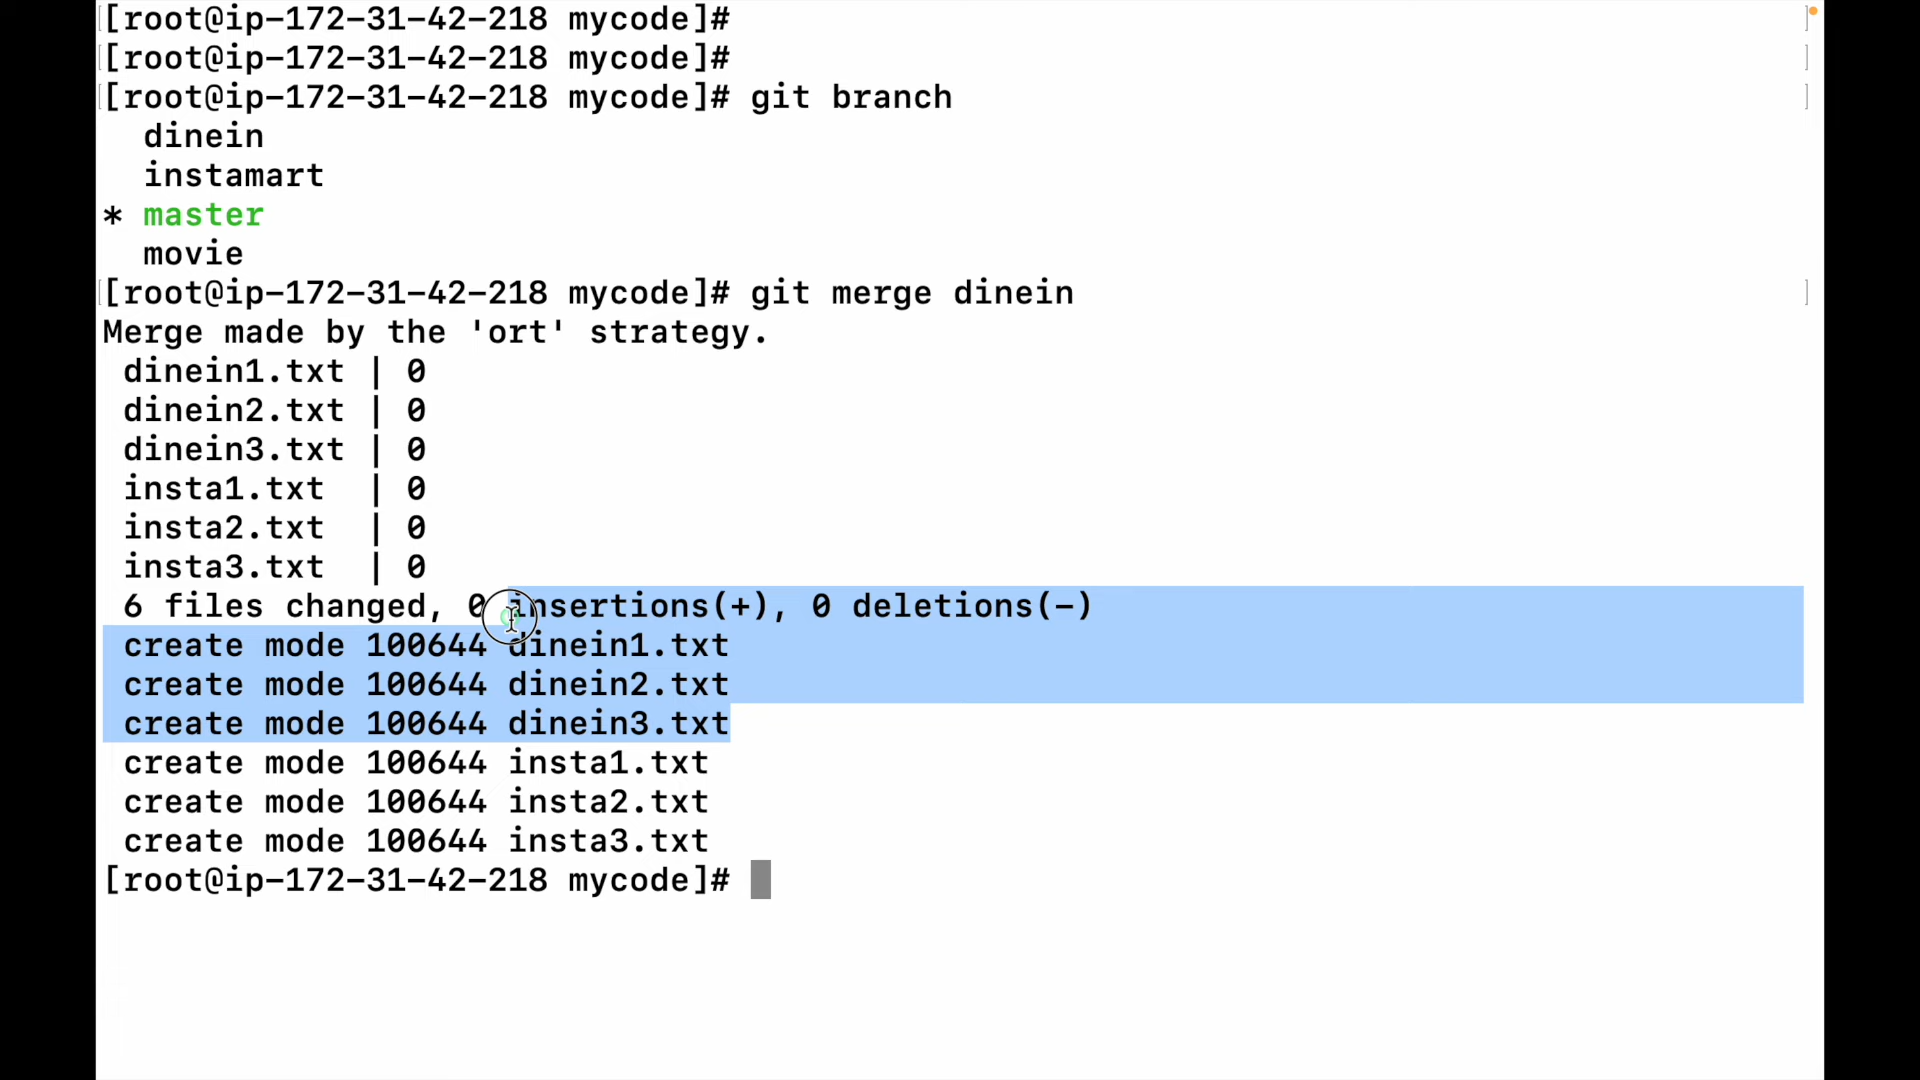 [root@ip-172-31-42-218 mycode]#
[root@ip-172-31-42-218 mycode]#
[root@ip-172-31-42-218 mycode]# git branch
  dinein
  instamart
* master
  movie
[root@ip-172-31-42-218 mycode]# git merge dinein
Merge made by the 'ort' strategy.
 dinein1.txt | 0
 dinein2.txt | 0
 dinein3.txt | 0
 insta1.txt  | 0
 insta2.txt  | 0
 insta3.txt  | 0
 6 files changed, 0 insertions(+), 0 deletions(-)
 create mode 100644 dinein1.txt
 create mode 100644 dinein2.txt
 create mode 100644 dinein3.txt
 create mode 100644 insta1.txt
 create mode 100644 insta2.txt
 create mode 100644 insta3.txt
[root@ip-172-31-42-218 mycode]#